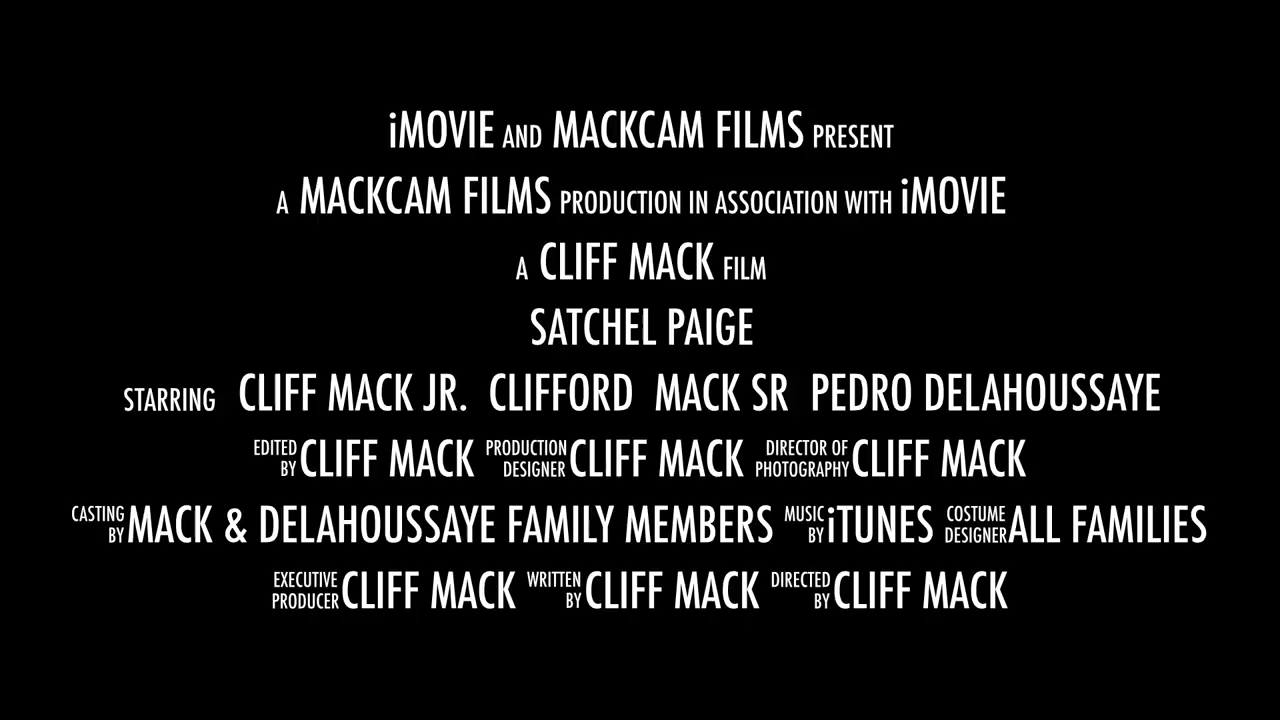 iMOVIE AND MACKCAM FILMS PRESENT
A MACKCAM FILMS PRODUCTION IN ASSOCIATION WITH iMOVIE
A CLIFF MACK FILM
SATCHEL PAIGE
STARRING CLIFF MACK JR. CLIFFORD MACK SR PEDRO DELAHOUSSAYE
EDITED BY CLIFF MACK PRODUCTION DESIGNER CLIFF MACK DIRECTOR OF PHOTOGRAPHY CLIFF MACK
CASTING BY MACK & DELAHOUSSAYE FAMILY MEMBERS MUSIC BY iTUNES COSTUME DESIGNER ALL FAMILIES
EXECUTIVE PRODUCER CLIFF MACK WRITTEN BY CLIFF MACK DIRECTED BY CLIFF MACK